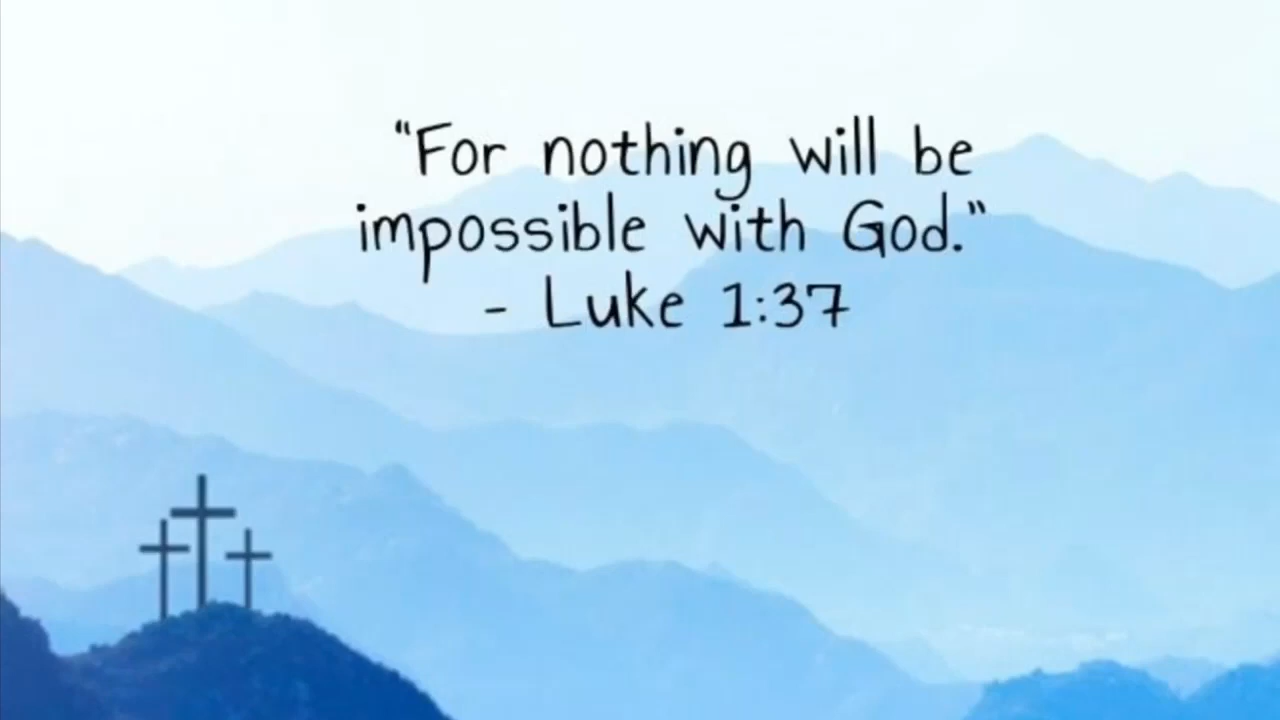 “For nothing will be
impossible with God.”
- Luke 1:37